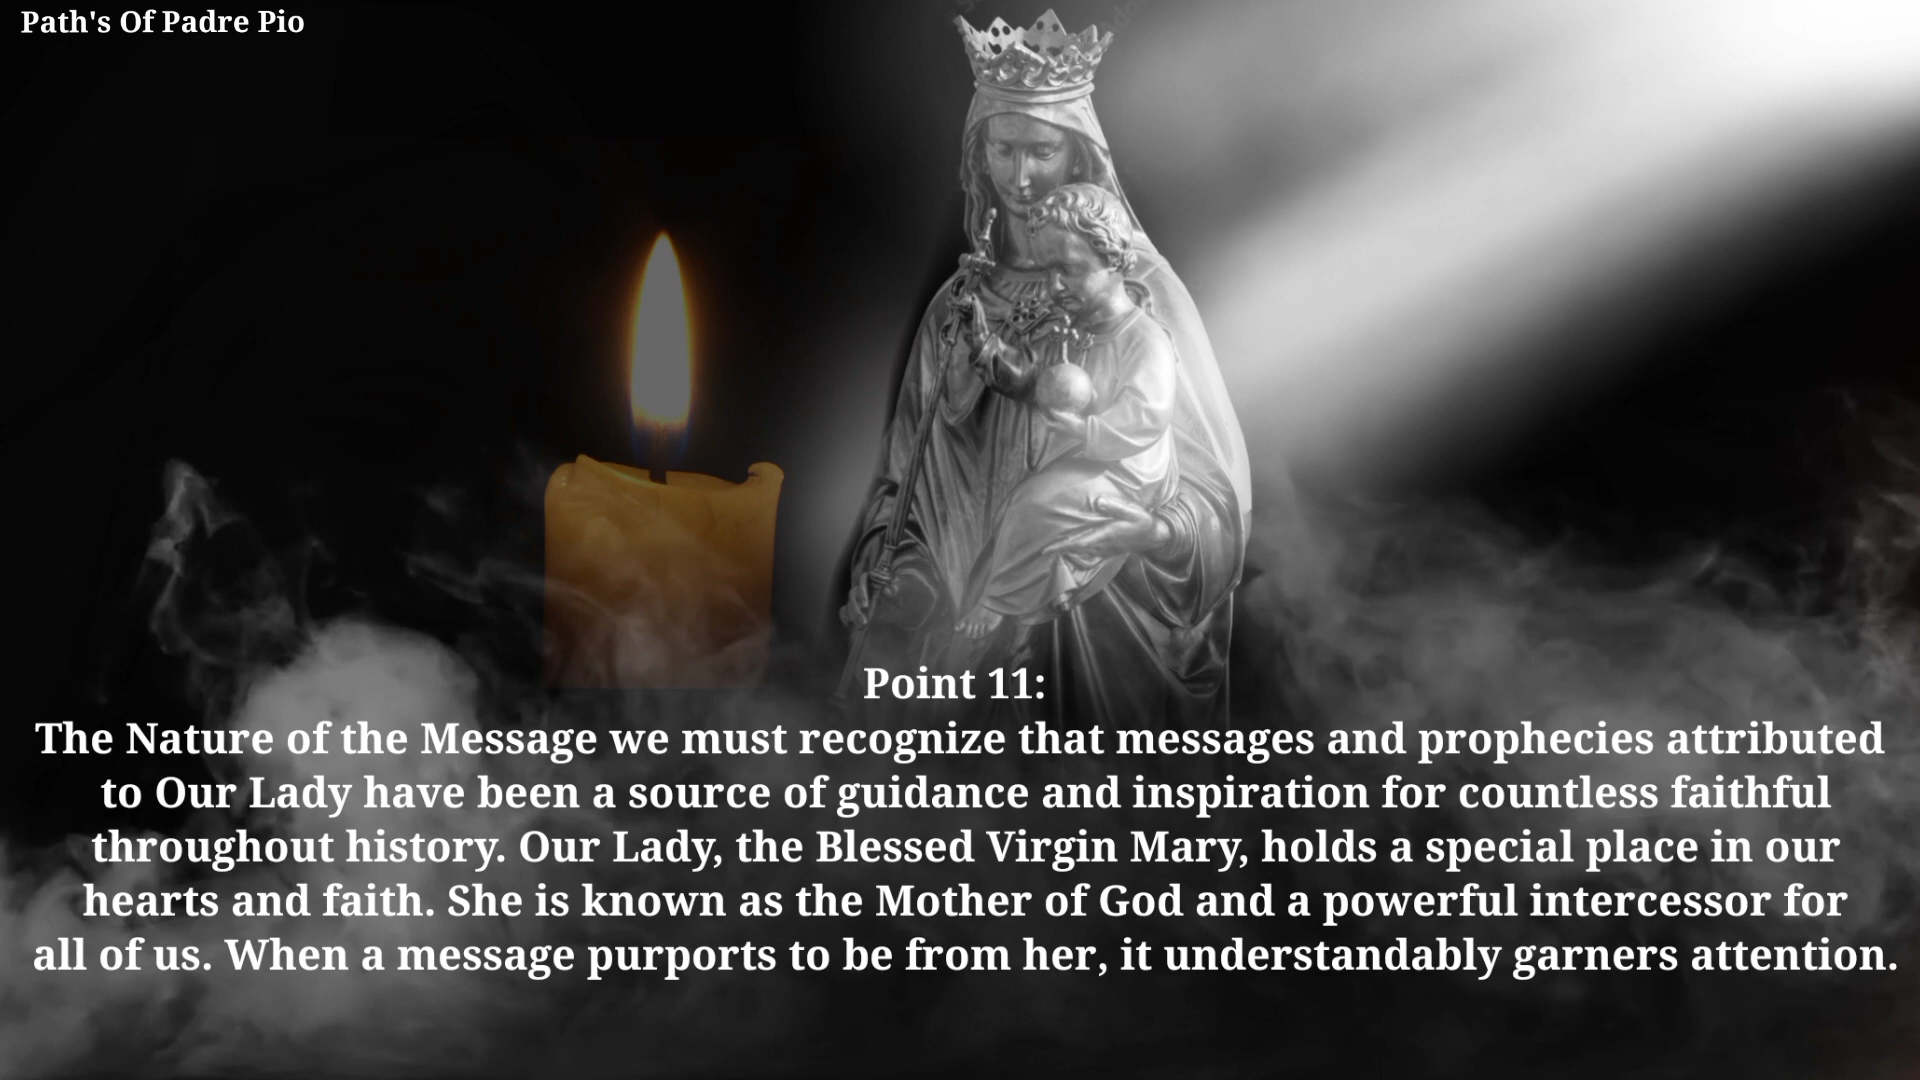 Path's Of Padre Pio
Point 11:
The Nature of the Message we must recognize that messages and prophecies attributed
to Our Lady have been a source of guidance and inspiration for countless faithful
throughout history. Our Lady, the Blessed Virgin Mary, holds a special place in our
hearts and faith. She is known as the Mother of God and a powerful intercessor for
all of us. When a message purports to be from her, it understandably garners attention.